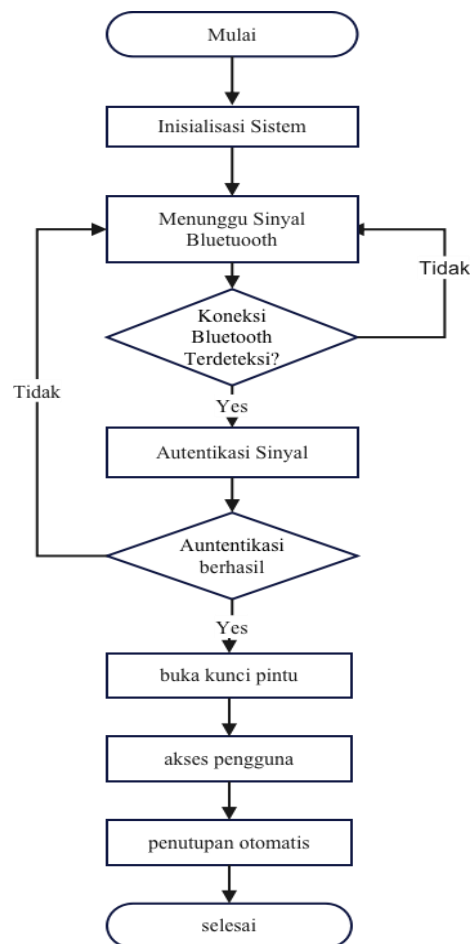 Mulai
Inisialisasi Sistem
Menunggu Sinyal
Bluetuooth
Tidak
Koneksi
Bluetooth
Terdeteksi?
Tidak
Yes
Autentikasi Sinyal
Auntentikasi
berhasil
Yes
buka kunci pintu
akses pengguna
penutupan otomatis
selesai